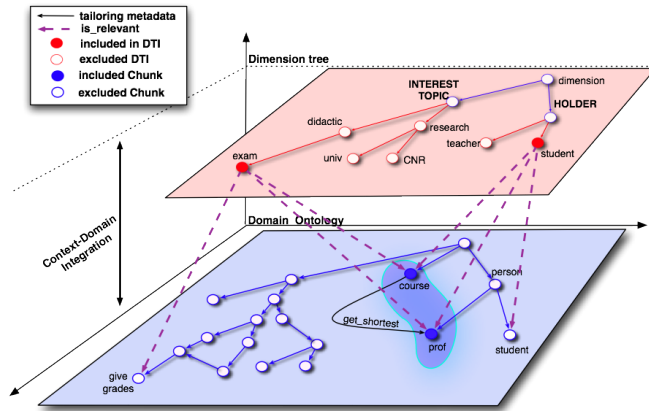 tailoring metadata
is_relevant
included in DTI
excluded DTI
included Chunk
excluded Chunk
Dimension tree
INTEREST
TOPIC
dimension
HOLDER
didactic
research
exam
univ
CNR
teacher
student
Context-Domain
Integration
Domain Ontology
course
person
get_shortest
prof
student
give
grades